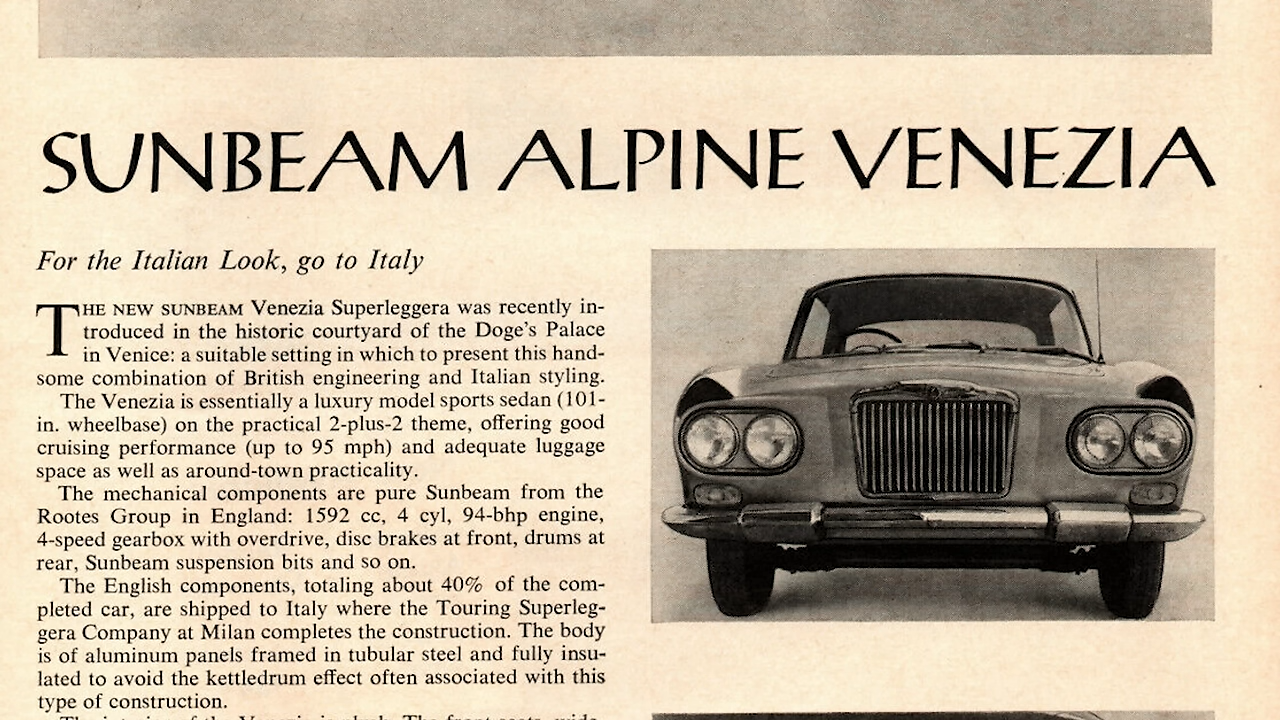 SUNBEAM ALPINE VENEZIA
For the Italian Look, go to Italy
THE NEW SUNBEAM Venezia Superleggera was recently in-
troduced in the historic courtyard of the Doge's Palace
in Venice: a suitable setting in which to present this hand-
some combination of British engineering and Italian styling.
The Venezia is essentially a luxury model sports sedan (101-
in. wheelbase) on the practical 2-plus-2 theme, offering good
cruising performance (up to 95 mph) and adequate luggage
space as well as around-town practicality.
The mechanical components are pure Sunbeam from the
Rootes Group in England: 1592 cc, 4 cyl, 94-bhp engine,
4-speed gearbox with overdrive, disc brakes at front, drums at
rear, Sunbeam suspension bits and so on.
The English components, totaling about 40% of the com-
pleted car, are shipped to Italy where the Touring Superleg-
gera Company at Milan completes the construction. The body
is of aluminum panels framed in tubular steel and fully insu-
lated to avoid the kettledrum effect often associated with this
type of construction.